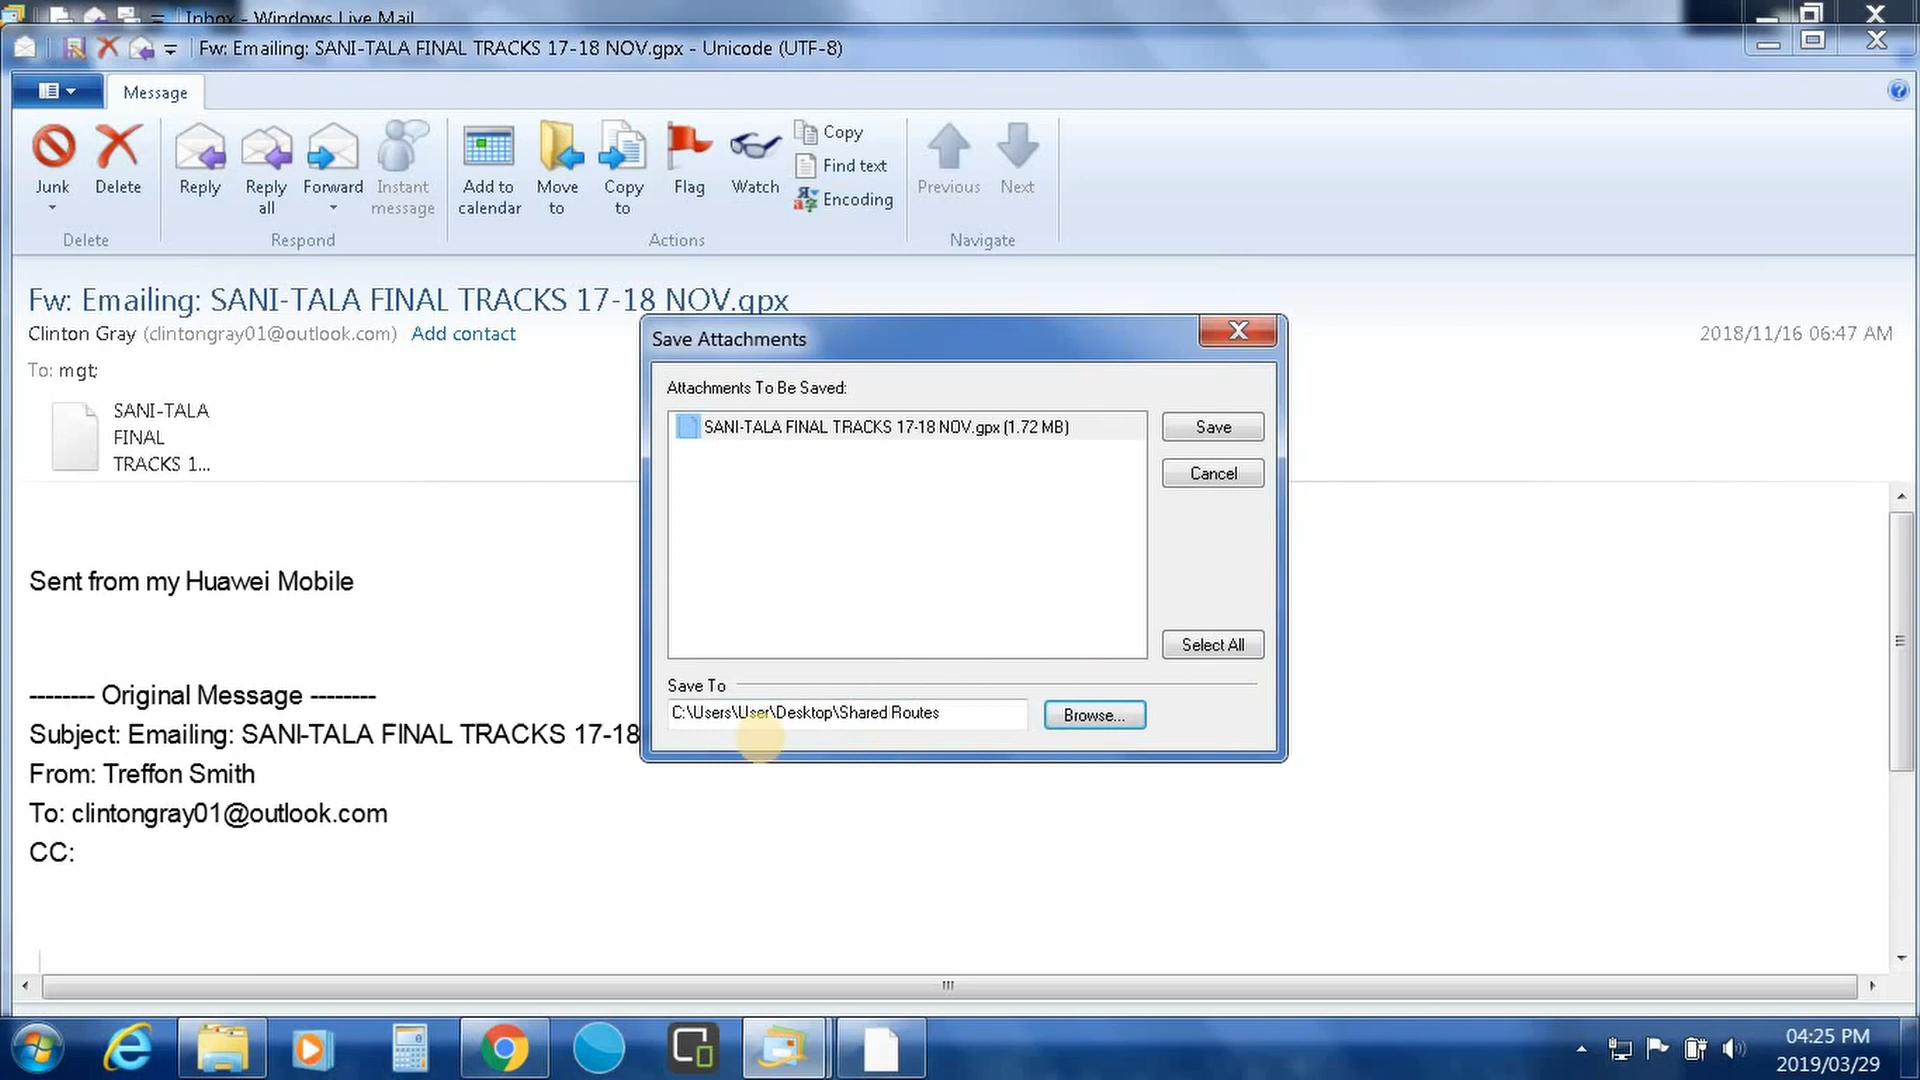 Inbox - Windows Live Mail
Fw: Emailing: SANI-TALA FINAL TRACKS 17-18 NOV.gpx - Unicode (UTF-8)
Message
Junk
Delete
Reply
Reply all
Forward
Instant message
Add to calendar
Move to
Copy to
Flag
Watch
Copy
Find text
Encoding
Previous
Next
Delete
Respond
Actions
Navigate
Fw: Emailing: SANI-TALA FINAL TRACKS 17-18 NOV.gpx
Clinton Gray (clintongray01@outlook.com) Add contact
2018/11/16 06:47 AM
To: mgt;
SANI-TALA
FINAL
TRACKS 1...
Save Attachments
Attachments To Be Saved:
SANI-TALA FINAL TRACKS 17-18 NOV.gpx (1.72 MB)
Save
Cancel
Select All
Save To
C:\Users\User\Desktop\Shared Routes
Browse...
Sent from my Huawei Mobile
-------- Original Message --------
Subject: Emailing: SANI-TALA FINAL TRACKS 17-18
From: Treffon Smith
To: clintongray01@outlook.com
CC:
04:25 PM
2019/03/29